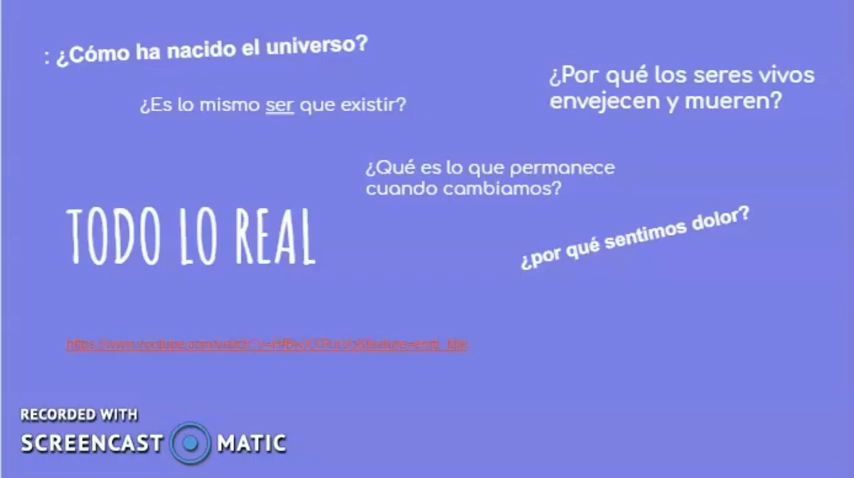 : ¿Cómo ha nacido el universo?
¿Por qué los seres vivos
envejecen y mueren?
¿Es lo mismo ser que existir?
¿Qué es lo que permanece
cuando cambiamos?
TODO LO REAL
¿por qué sentimos dolor?
RECORDED WITH
SCREENCAST MATIC